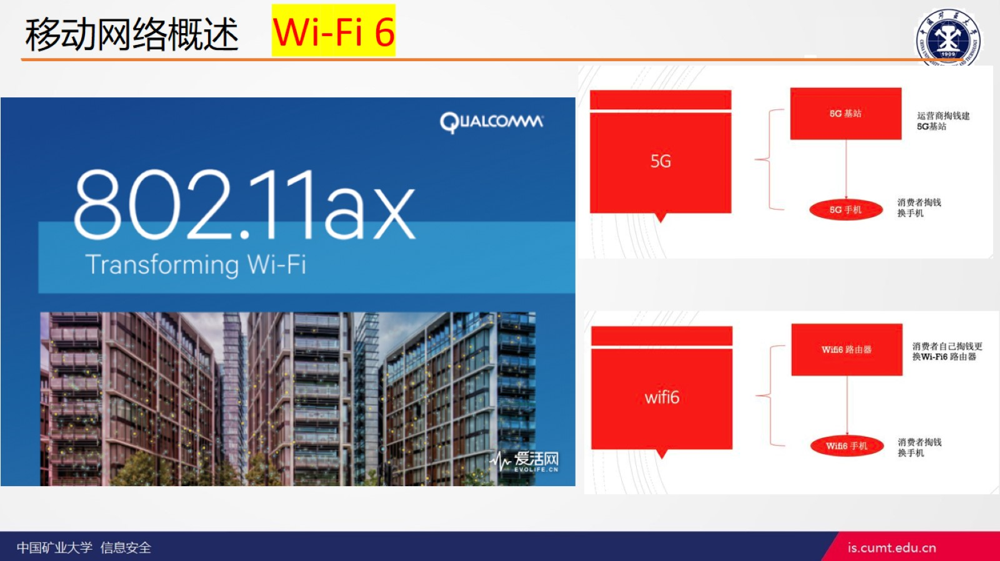 移动网络概述 Wi-Fi 6
QUALCOMM
802.11ax
Transforming Wi-Fi
爱活网
EVOLIFE.CN
5G
5G 基站
运营商掏钱建
5G基站
5G 手机
消费者掏钱
换手机
wifi6
Wifi6 路由器
消费者自己掏钱更
换Wi-Fi6 路由器
Wifi6 手机
消费者掏钱
换手机
中国矿业大学 信息安全
is.cumt.edu.cn
1909